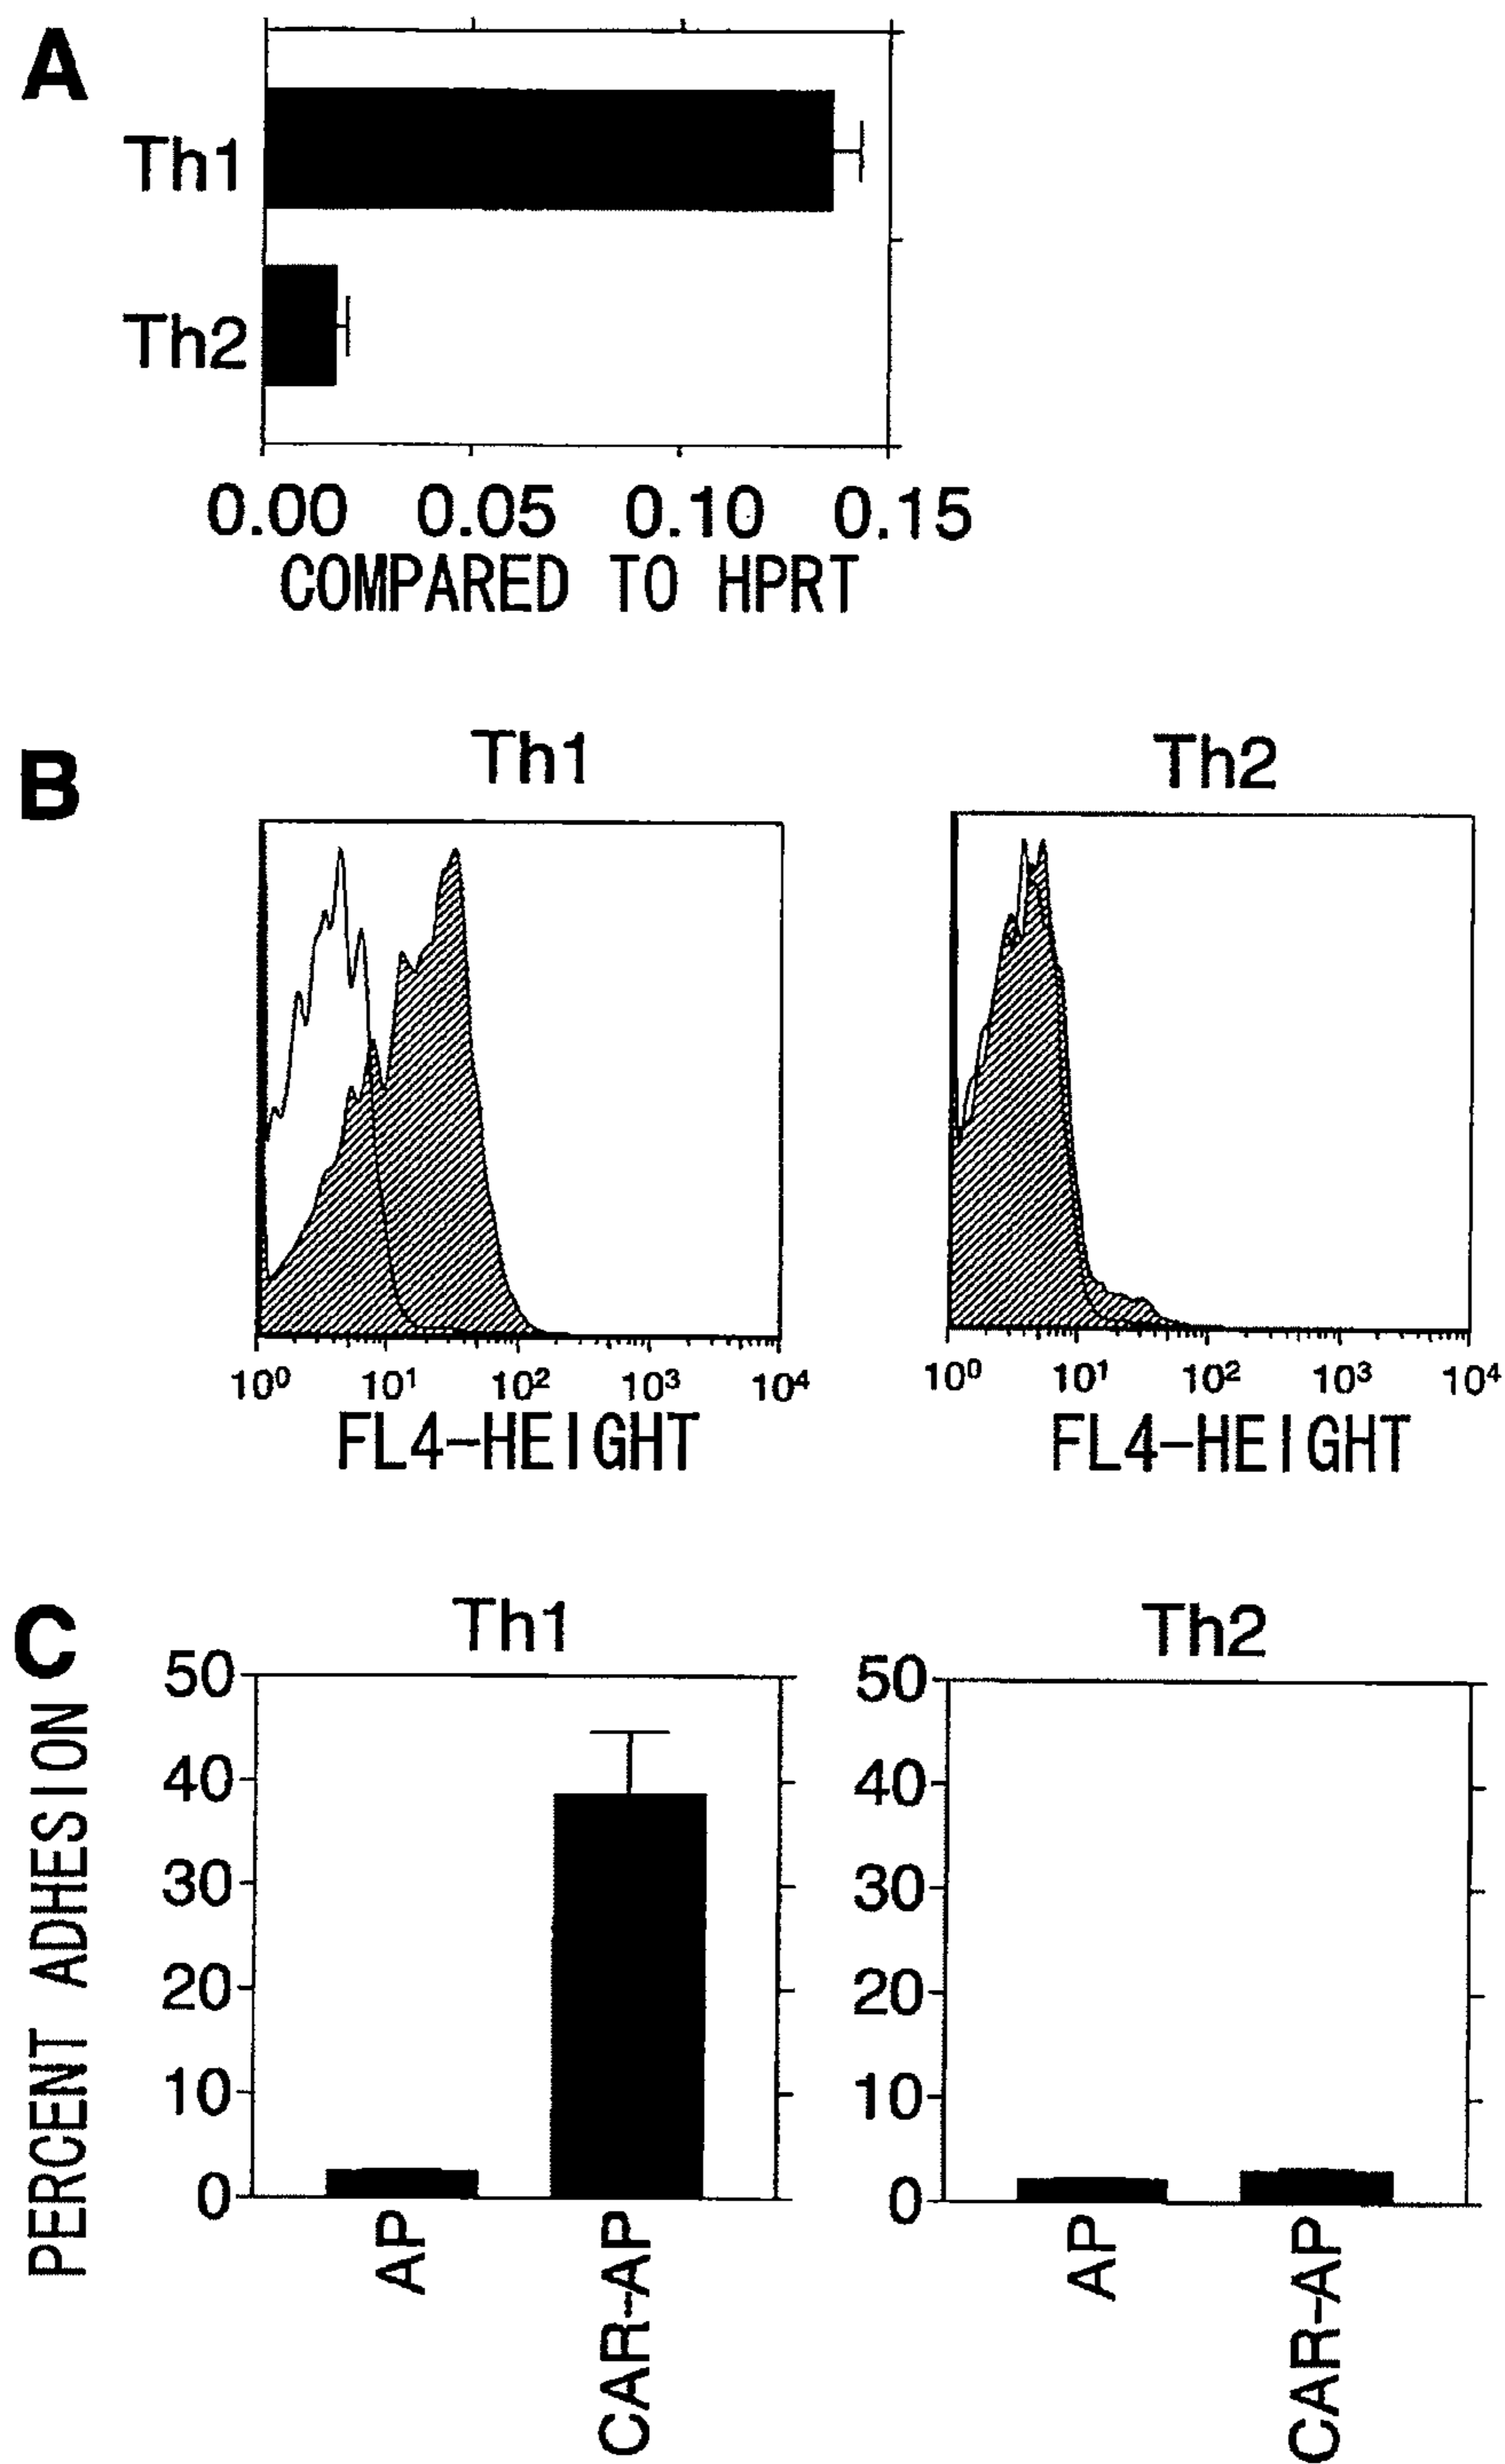 A
Th1
Th2
0.00 0.05 0.10 0.15
COMPARED TO HPRT
B
Th1 Th2
10⁰ 10¹ 10² 10³ 10⁴ 10⁰ 10¹ 10² 10³ 10⁴
FL4-HEIGHT FL4-HEIGHT
C
Th1 Th2
PERCENT ADHESION
50
40
30
20
10
0
50
40
30
20
10
0
AP
CAR-AP
AP
CAR-AP